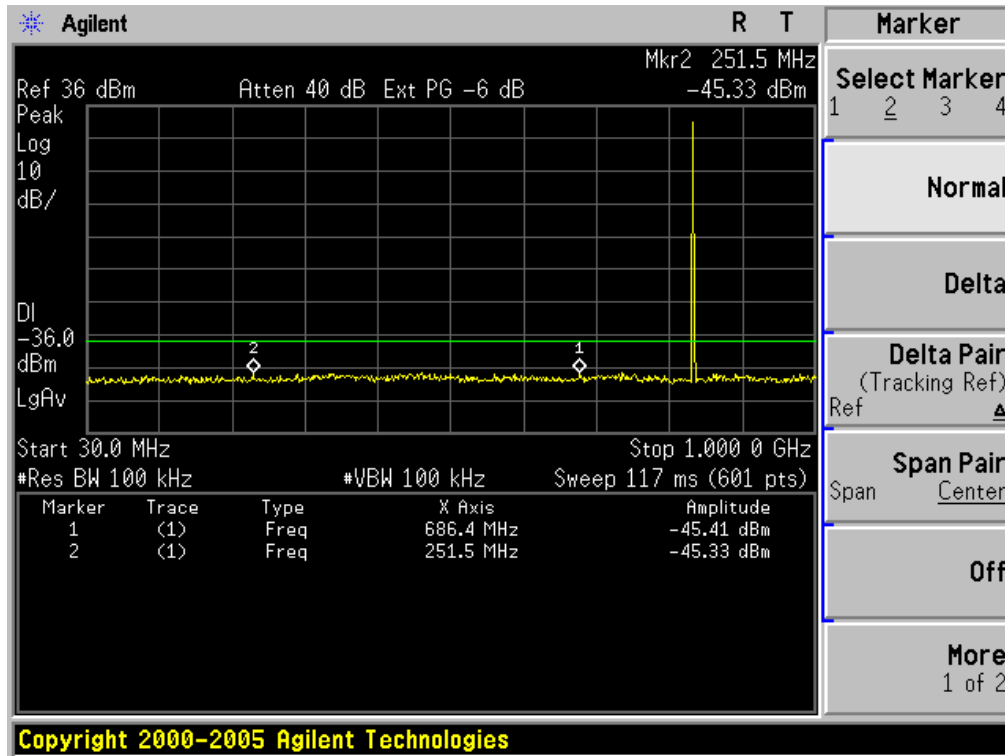 Agilent R T
Mkr2 251.5 MHz
Ref 36 dBm Atten 40 dB Ext PG -6 dB -45.33 dBm
Peak
Log
10
dB/
DI
-36.0
dBm
LgAv
2
1
Start 30.0 MHz Stop 1.000 0 GHz
#Res BW 100 kHz #VBW 100 kHz Sweep 117 ms (601 pts)
Marker Trace Type X Axis Amplitude
1 (1) Freq 686.4 MHz -45.41 dBm
2 (1) Freq 251.5 MHz -45.33 dBm
Marker
Select Marker
1 2 3 4
Normal
Delta
Delta Pair
(Tracking Ref)
Ref Δ
Span Pair
Span Center
Off
More
1 of 2
Copyright 2000-2005 Agilent Technologies